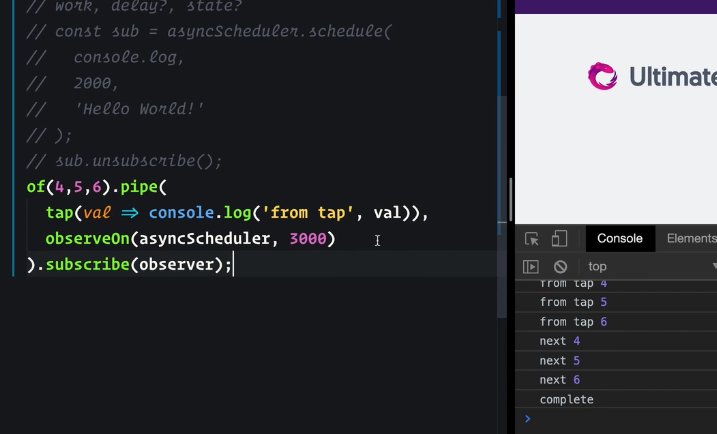 // work, delay?, state?
// const sub = asyncScheduler.schedule(
//   console.log,
//   2000,
//   'Hello World!'
// );
// sub.unsubscribe();
of(4,5,6).pipe(
  tap(val => console.log('from tap', val)),
  observeOn(asyncScheduler, 3000)
).subscribe(observer);
Ultimate
Console Elements
top
from tap 4
from tap 5
from tap 6
next 4
next 5
next 6
complete
>